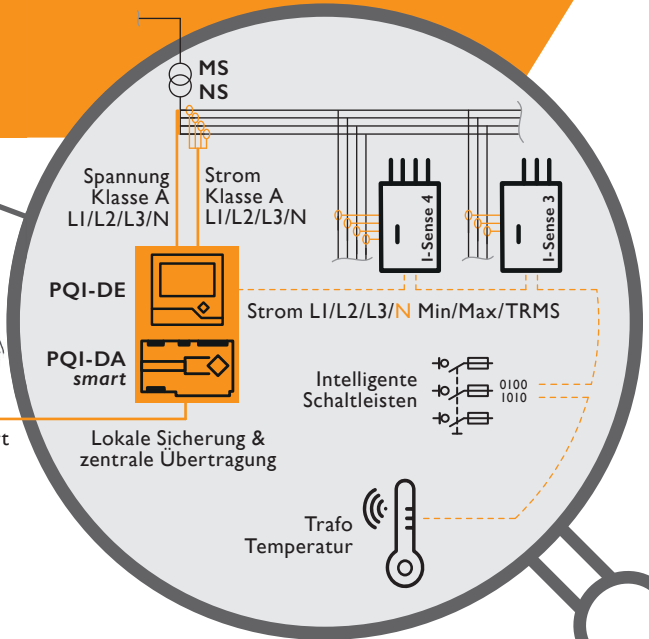 MS
NS
Spannung
Klasse A
L1/L2/L3/N
Strom
Klasse A
L1/L2/L3/N
I-Sense 4
I-Sense 3
PQI-DE
Strom L1/L2/L3/N Min/Max/TRMS
PQI-DA
smart
Intelligente
Schaltleisten
0100
1010
Lokale Sicherung &
zentrale Übertragung
Trafo
Temperatur